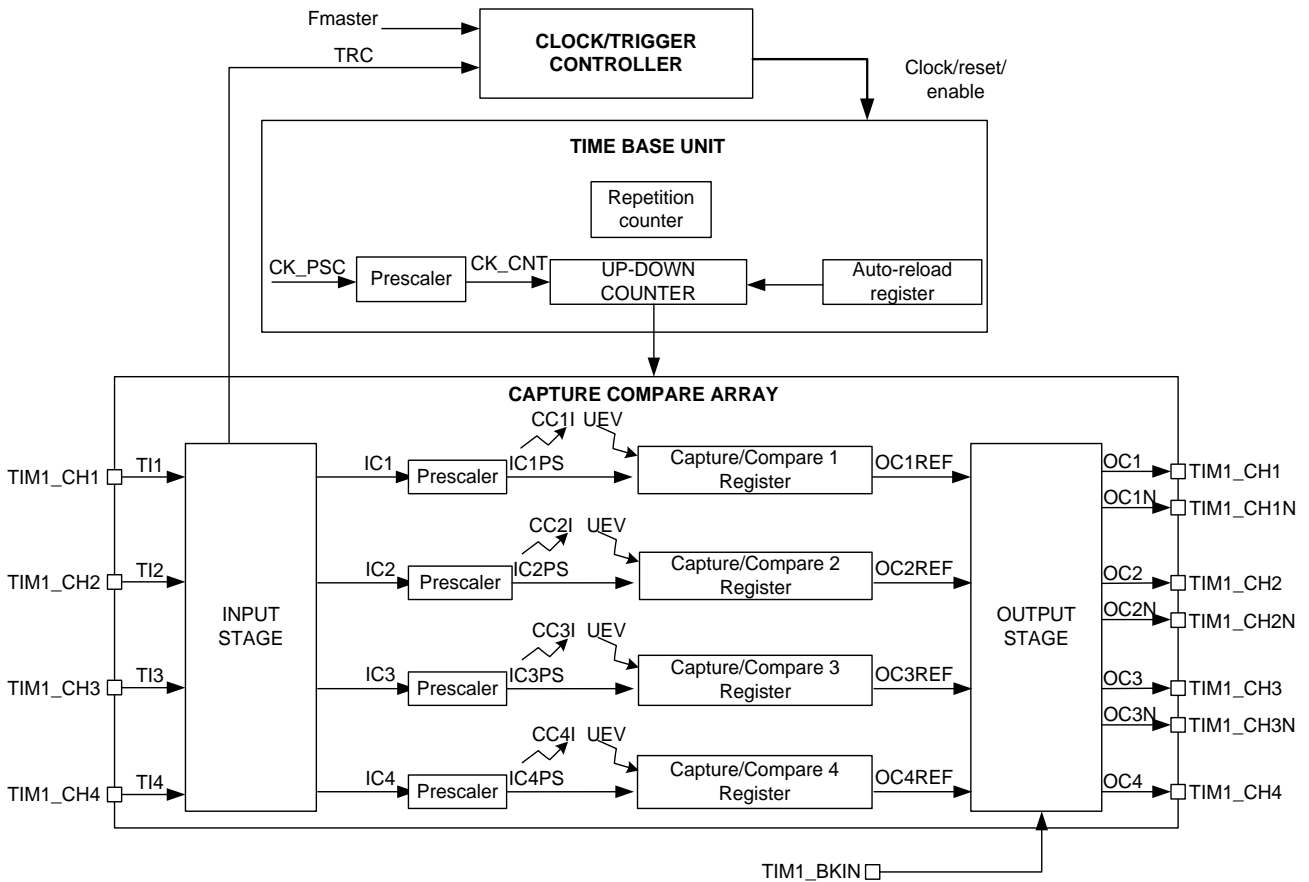 Fmaster
TRC
CLOCK/TRIGGER
CONTROLLER
Clock/reset/
enable
TIME BASE UNIT
Repetition
counter
CK_PSC
Prescaler
CK_CNT
UP-DOWN
COUNTER
Auto-reload
register
CAPTURE COMPARE ARRAY
TIM1_CH1
TI1
IC1
Prescaler
CC1I
UEV
IC1PS
Capture/Compare 1
Register
OC1REF
OC1
TIM1_CH1
OC1N
TIM1_CH1N
TIM1_CH2
TI2
IC2
Prescaler
CC2I
UEV
IC2PS
Capture/Compare 2
Register
OC2REF
OC2
TIM1_CH2
OC2N
TIM1_CH2N
INPUT
STAGE
OUTPUT
STAGE
TIM1_CH3
TI3
IC3
Prescaler
CC3I
UEV
IC3PS
Capture/Compare 3
Register
OC3REF
OC3
TIM1_CH3
OC3N
TIM1_CH3N
TIM1_CH4
TI4
IC4
Prescaler
CC4I
UEV
IC4PS
Capture/Compare 4
Register
OC4REF
OC4
TIM1_CH4
TIM1_BKIN